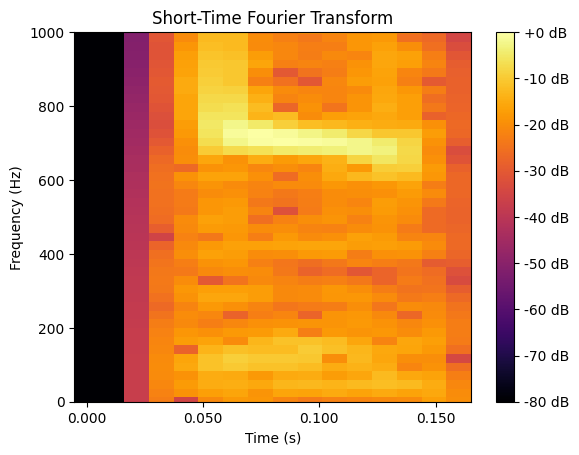 Short-Time Fourier Transform
Frequency (Hz)
1000
800
600
400
200
0
0.000
0.050
0.100
0.150
Time (s)
+0 dB
-10 dB
-20 dB
-30 dB
-40 dB
-50 dB
-60 dB
-70 dB
-80 dB